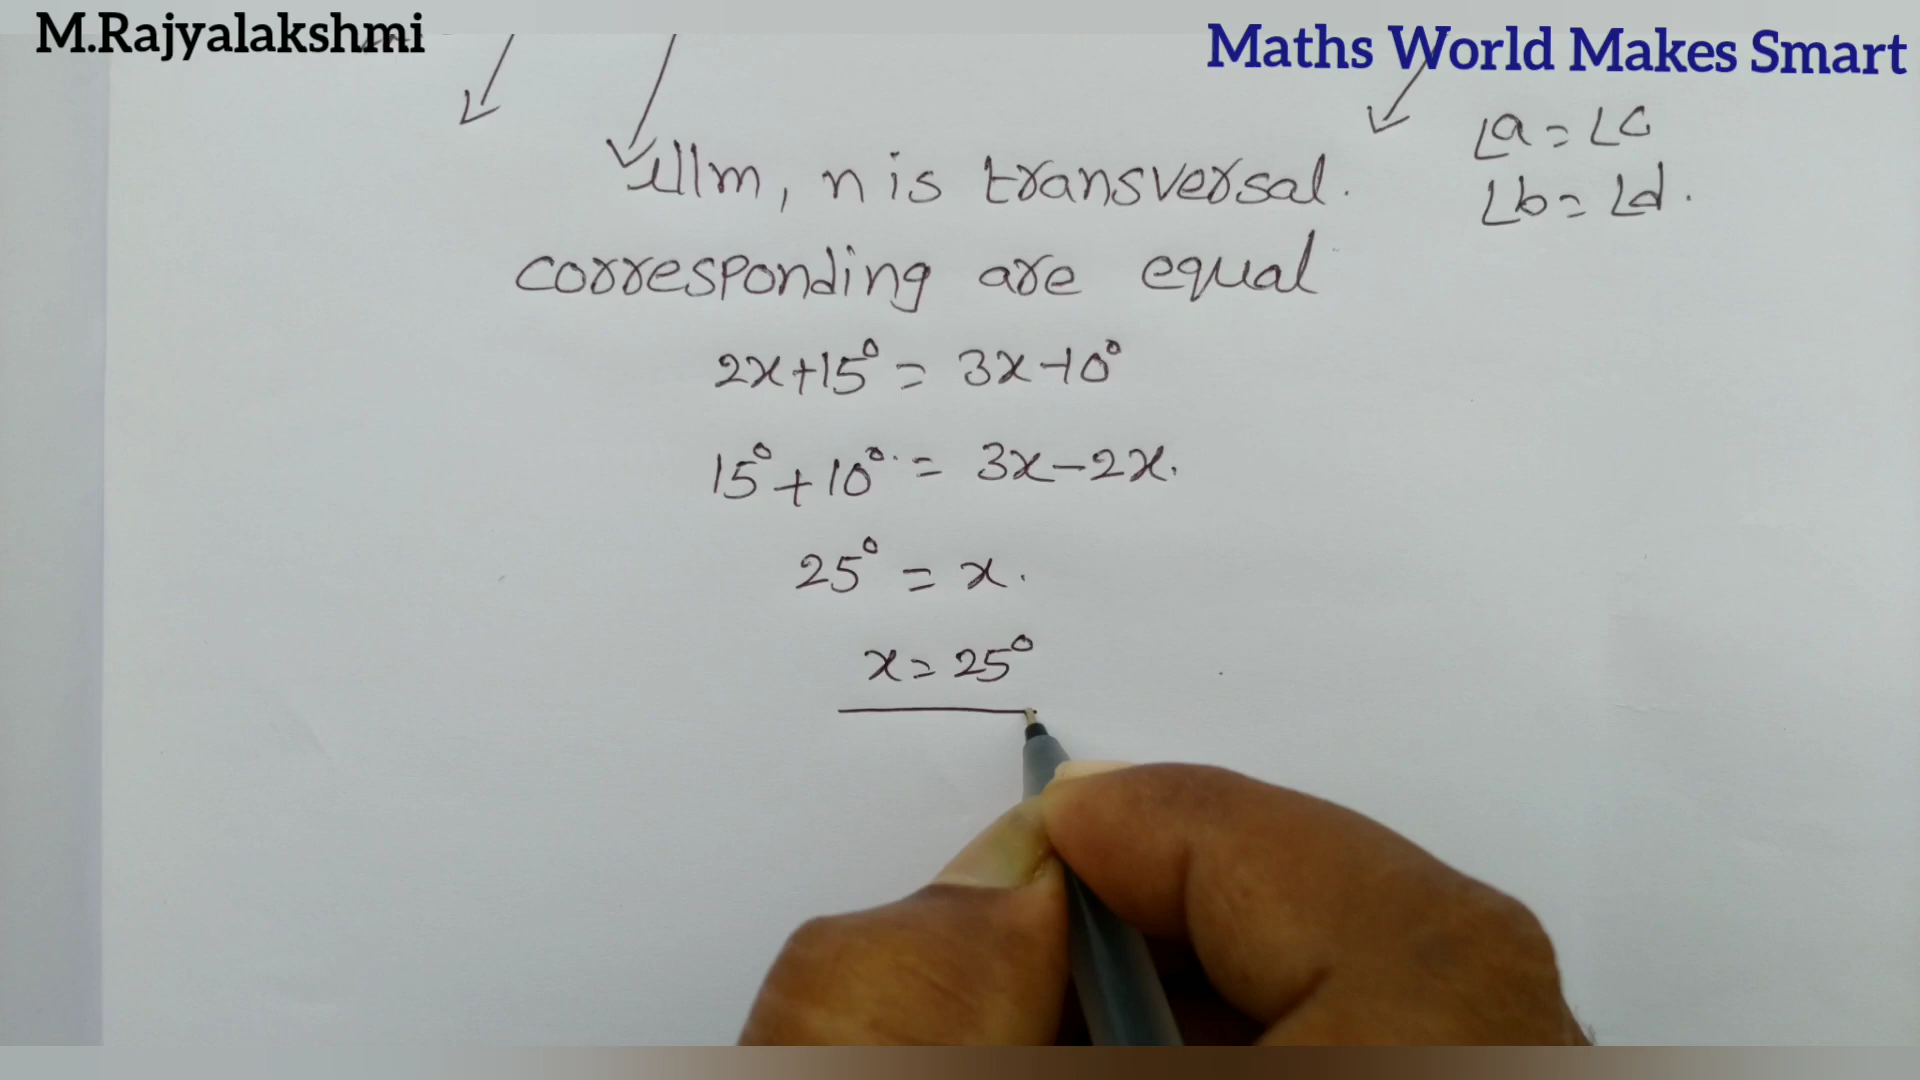 M.Rajyalakshmi
Maths World Makes Smart
∠a = ∠c
∠b = ∠d.
l||m, n is transversal.
corresponding are equal
2x+15° = 3x-10°
15°+10° = 3x-2x.
25° = x.
x = 25°